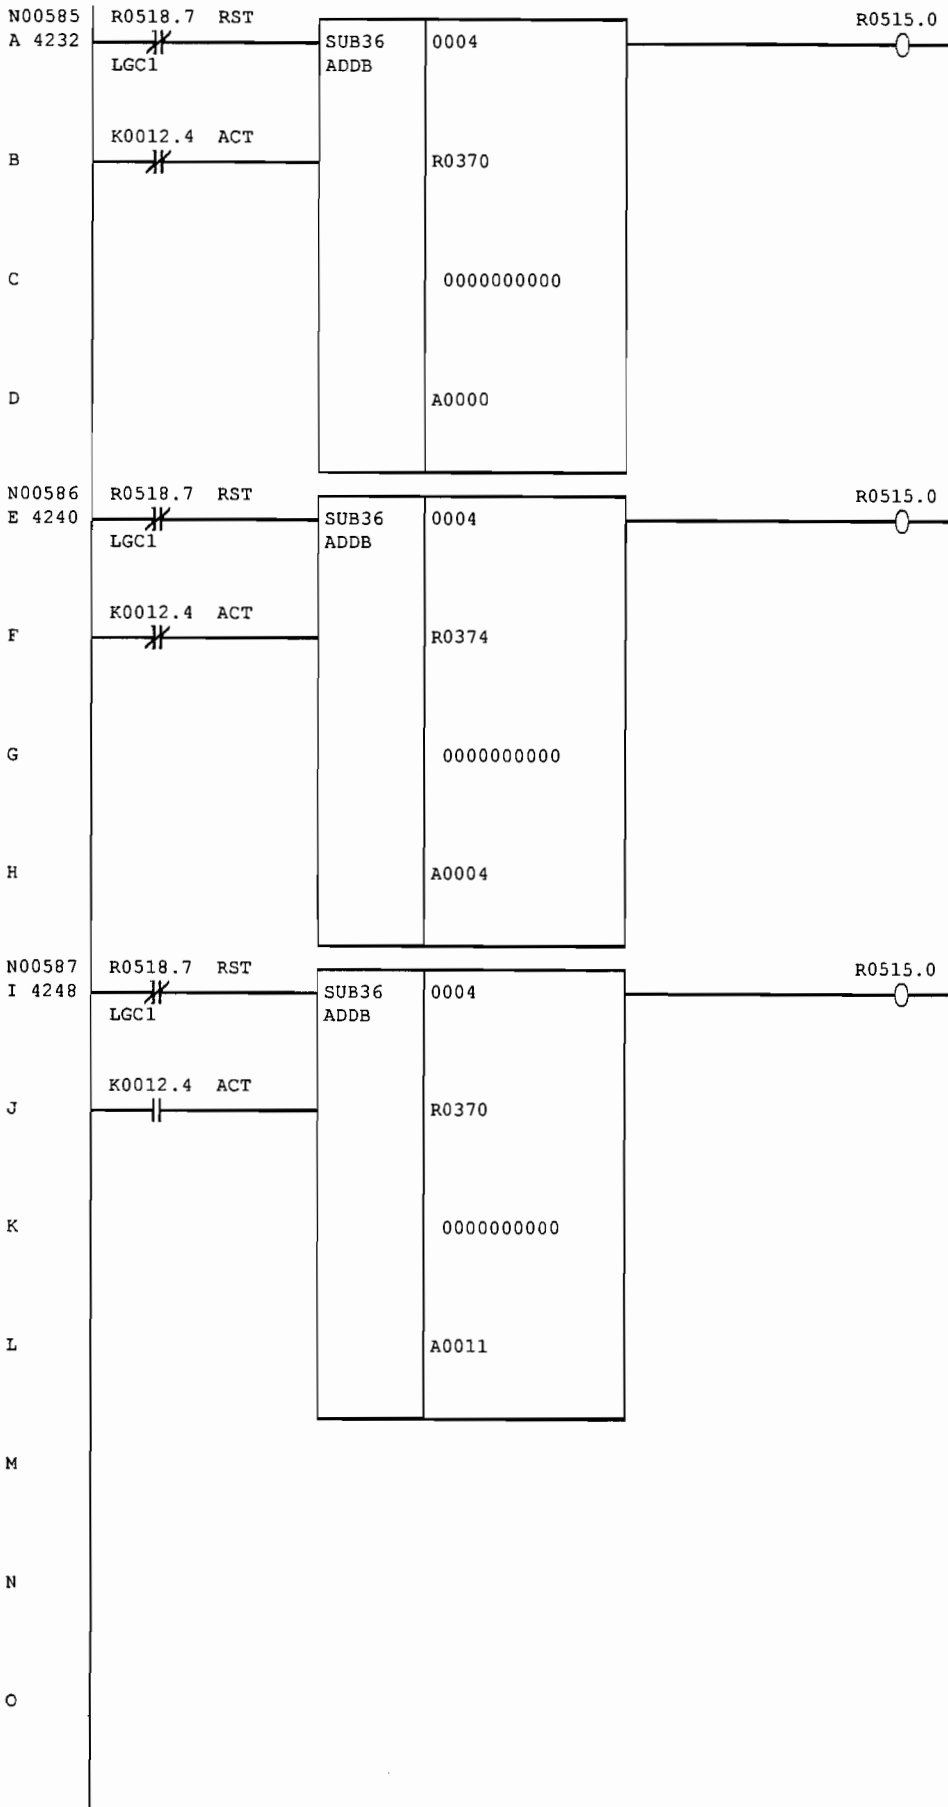 N00585 R0518.7 RST R0515.0
A 4232 SUB36 0004
LGC1 ADDB
K0012.4 ACT
B R0370
C 0000000000
D A0000
N00586 R0518.7 RST R0515.0
E 4240 SUB36 0004
LGC1 ADDB
K0012.4 ACT
F R0374
G 0000000000
H A0004
N00587 R0518.7 RST R0515.0
I 4248 SUB36 0004
LGC1 ADDB
K0012.4 ACT
J R0370
K 0000000000
L A0011
M
N
O